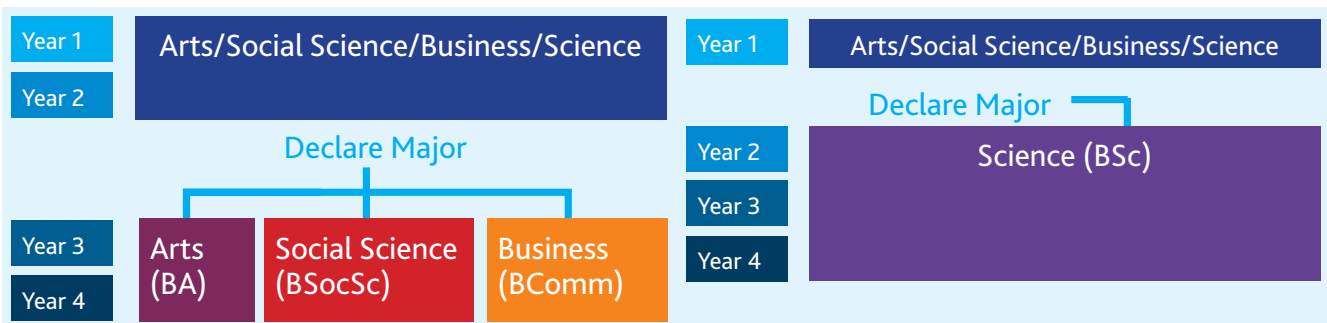 Year 1
Arts/Social Science/Business/Science
Year 2
Declare Major
Year 3
Year 4
Arts
(BA)
Social Science
(BSocSc)
Business
(BComm)
Year 1
Arts/Social Science/Business/Science
Declare Major
Year 2
Science (BSc)
Year 3
Year 4